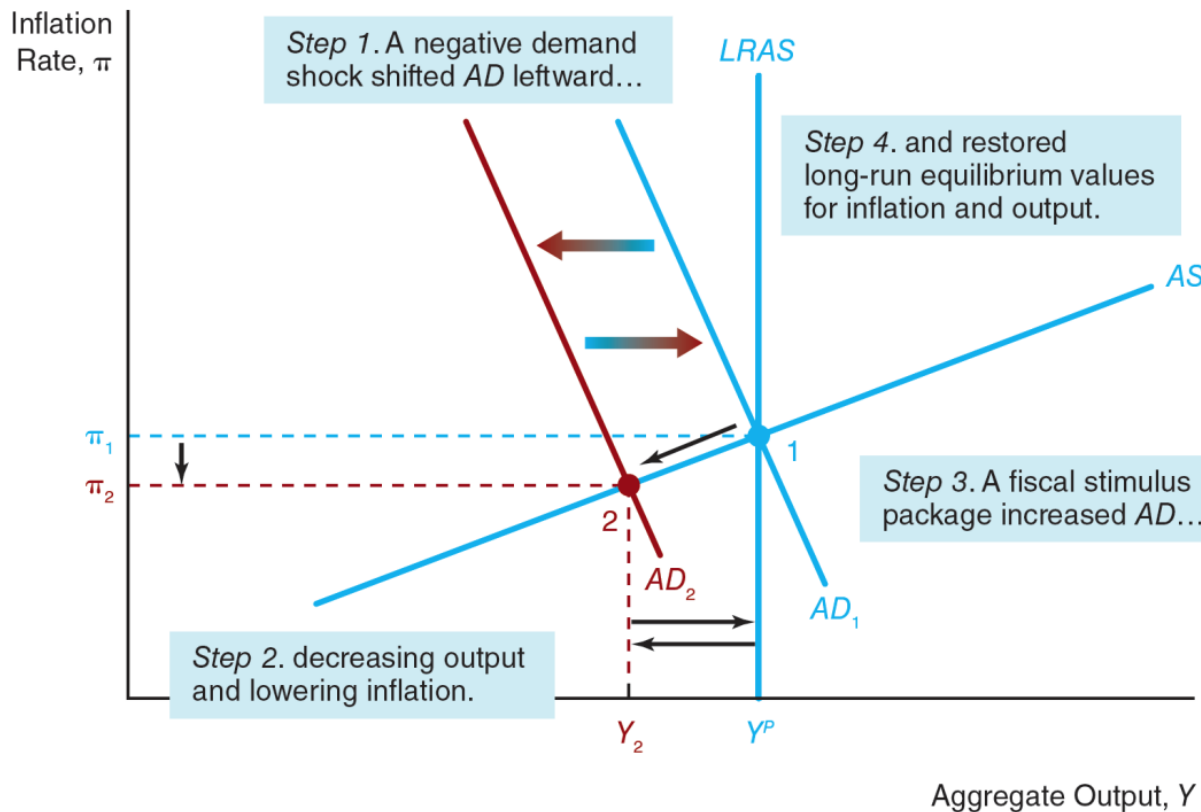 Inflation
Rate, π
Step 1. A negative demand
shock shifted AD leftward…
LRAS
Step 4. and restored
long-run equilibrium values
for inflation and output.
AS
π₁
1
π₂
2
Step 3. A fiscal stimulus
package increased AD…
AD₂
AD₁
Step 2. decreasing output
and lowering inflation.
Y₂
Yᴾ
Aggregate Output, Y